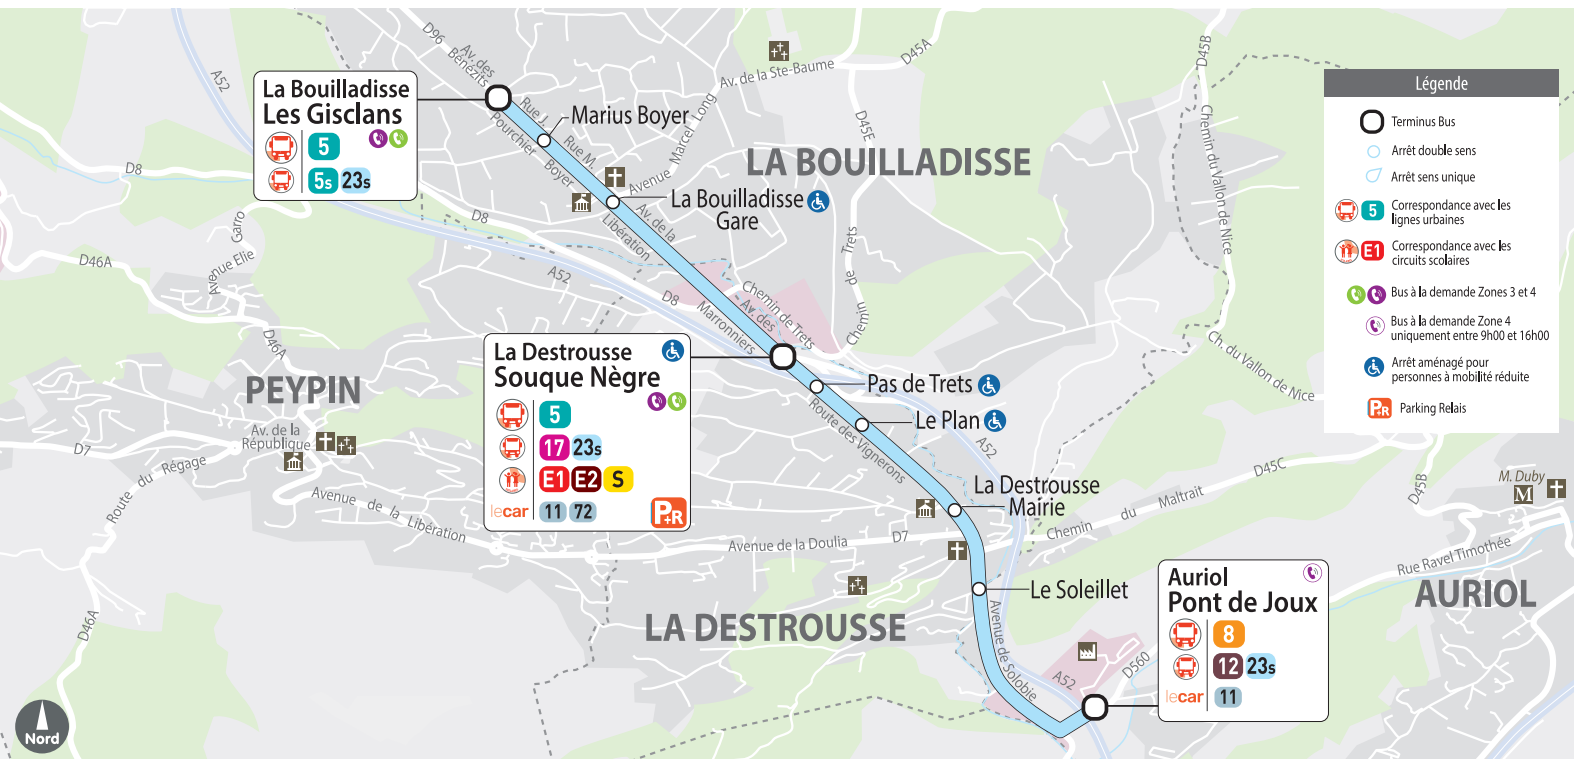 D96
Av. des
Bénézits
A52
La Bouilladisse
Les Gisclans
5
5s 23s
Rue J.
Pourchier
Marius Boyer
Rue M.
Boyer
Av. de la Ste-Baume
D45A
D45B
Avenue
Marcel Long
D45E
LA BOUILLADISSE
La Bouilladisse
Gare
Av. de la
Libération
Chemin du Vallon de Nice
D8
D8
Avenue Elie
Garro
D46A
A52
D8
Marronniers
Av. des
Chemin de Trets
Chemin
de
Trets
D46A
PEYPIN
Av. de la
République
D7
Route
du
Régage
Avenue de la Libération
D46A
La Destrousse
Souque Nègre
5
17 23s
E1 E2 S
lecar 11 72
P+R
Pas de Trets
Le Plan
Route des Vignerons
A52
Ch. du Vallon de Nice
La Destrousse
Mairie
D45C
D45B
Chemin
du
Maltrait
M. Duby
M
Avenue de la Doulia
D7
Rue Ravel Timothée
AURIOL
Le Soleillet
LA DESTROUSSE
Avenue de Solobie
A52
D560
Auriol
Pont de Joux
8
12 23s
lecar 11
Nord
Légende
Terminus Bus
Arrêt double sens
Arrêt sens unique
5 Correspondance avec les
lignes urbaines
E1 Correspondance avec les
circuits scolaires
Bus à la demande Zones 3 et 4
Bus à la demande Zone 4
uniquement entre 9h00 et 16h00
Arrêt aménagé pour
personnes à mobilité réduite
P+R Parking Relais